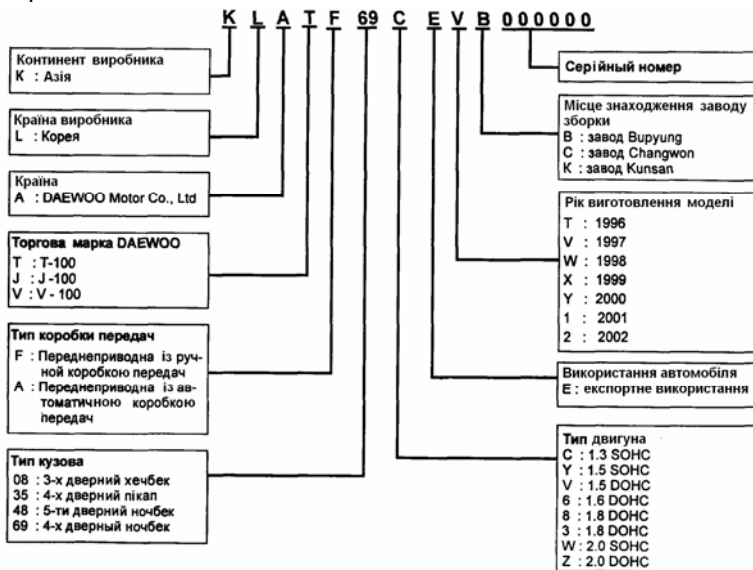 K L A T F 69 C E V B 000000
Континент виробника
К : Азія
Країна виробника
L : Корея
Країна
А : DAEWOO Motor Co., Ltd
Торгова марка DAEWOO
T : T-100
J : J -100
V : V - 100
Тип коробки передач
F : Переднеприводна із руч-
ной коробкою передач
А : Переднеприводна із ав-
томатичною коробкою
передач
Тип кузова
08 : 3-х дверний хечбек
35 : 4-х дверний пікап
48 : 5-ти дверний ночбек
69 : 4-х дверный ночбек
Серійный номер
Місце знаходження заводу
зборки
B : завод Bupyung
C : завод Changwon
K : завод Kunsan
Рік виготовлення моделі
T : 1996
V : 1997
W : 1998
X : 1999
Y : 2000
1 : 2001
2 : 2002
Використання автомобіля
E : експортне використання
Тип двигуна
C : 1.3 SOHC
Y : 1.5 SOHC
V : 1.5 DOHC
6 : 1.6 DOHC
8 : 1.8 DOHC
3 : 1.8 DOHC
W : 2.0 SOHC
Z : 2.0 DOHC